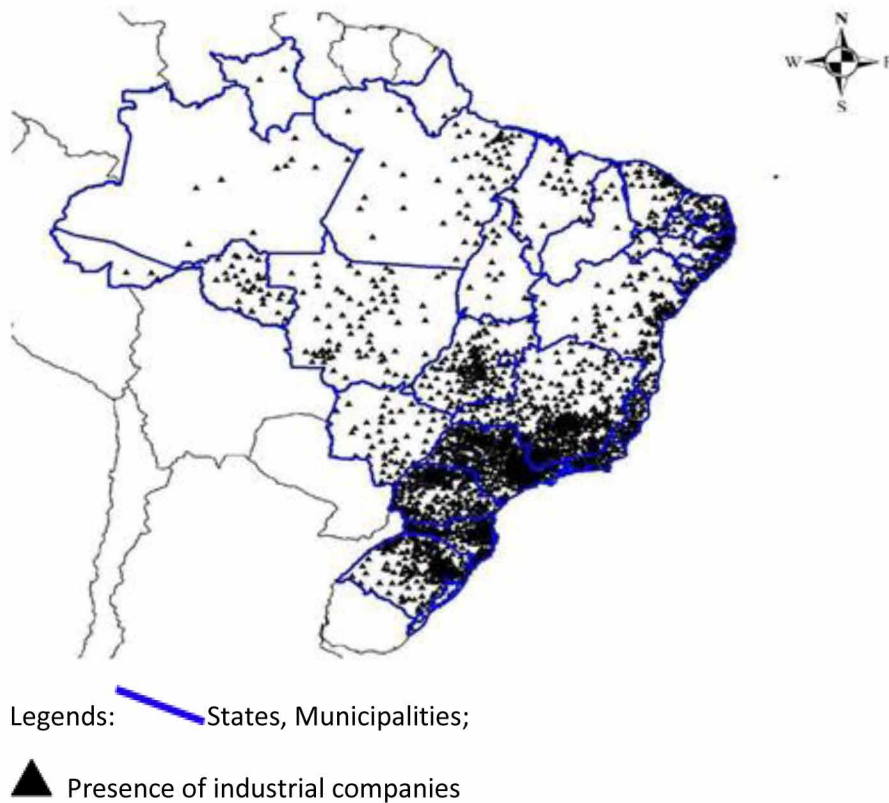 N
W E
S
Legends: States, Municipalities;
Presence of industrial companies